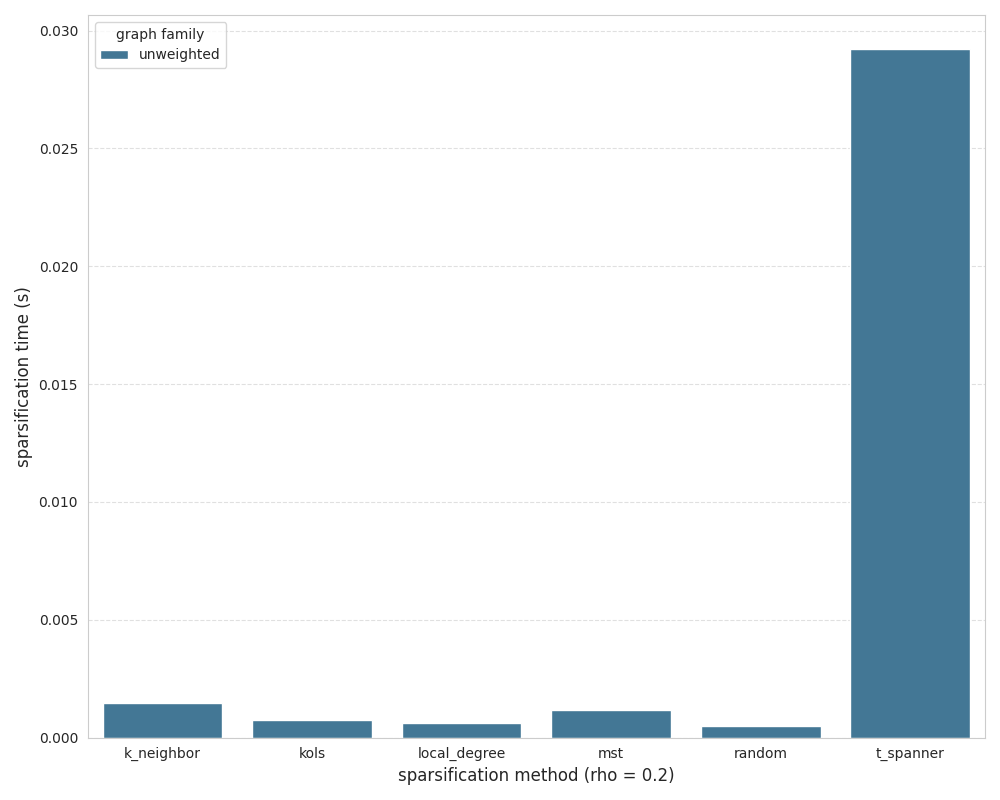 graph family
unweighted
sparsification time (s)
0.030
0.025
0.020
0.015
0.010
0.005
0.000
k_neighbor
kols
local_degree
mst
random
t_spanner
sparsification method (rho = 0.2)